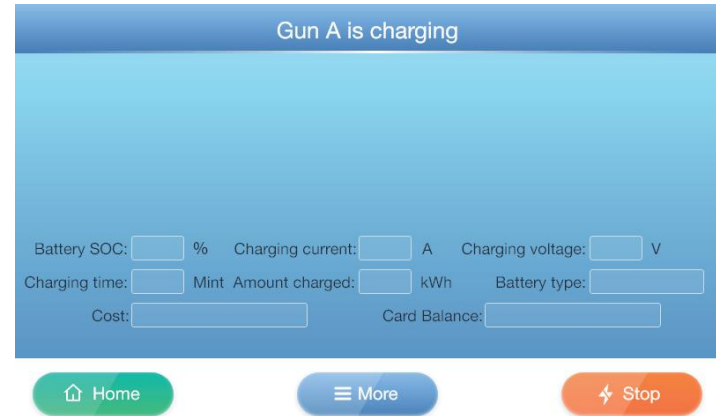 Gun A is charging
Battery SOC: % Charging current: A Charging voltage: V
Charging time: Mint Amount charged: kWh Battery type:
Cost: Card Balance:
Home More Stop